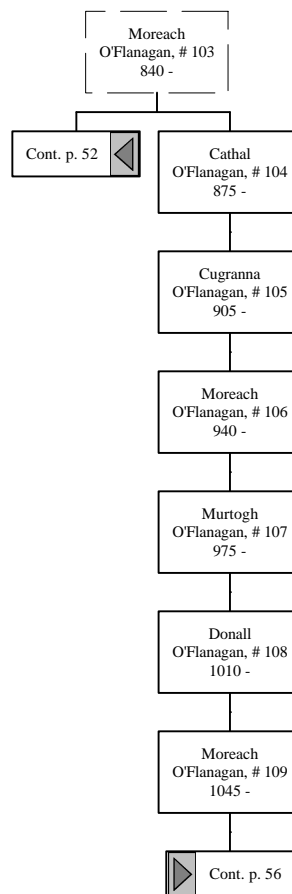 Moreach
O'Flanagan, # 103
840 -
Cont. p. 52
Cathal
O'Flanagan, # 104
875 -
Cugranna
O'Flanagan, # 105
905 -
Moreach
O'Flanagan, # 106
940 -
Murtogh
O'Flanagan, # 107
975 -
Donall
O'Flanagan, # 108
1010 -
Moreach
O'Flanagan, # 109
1045 -
Cont. p. 56